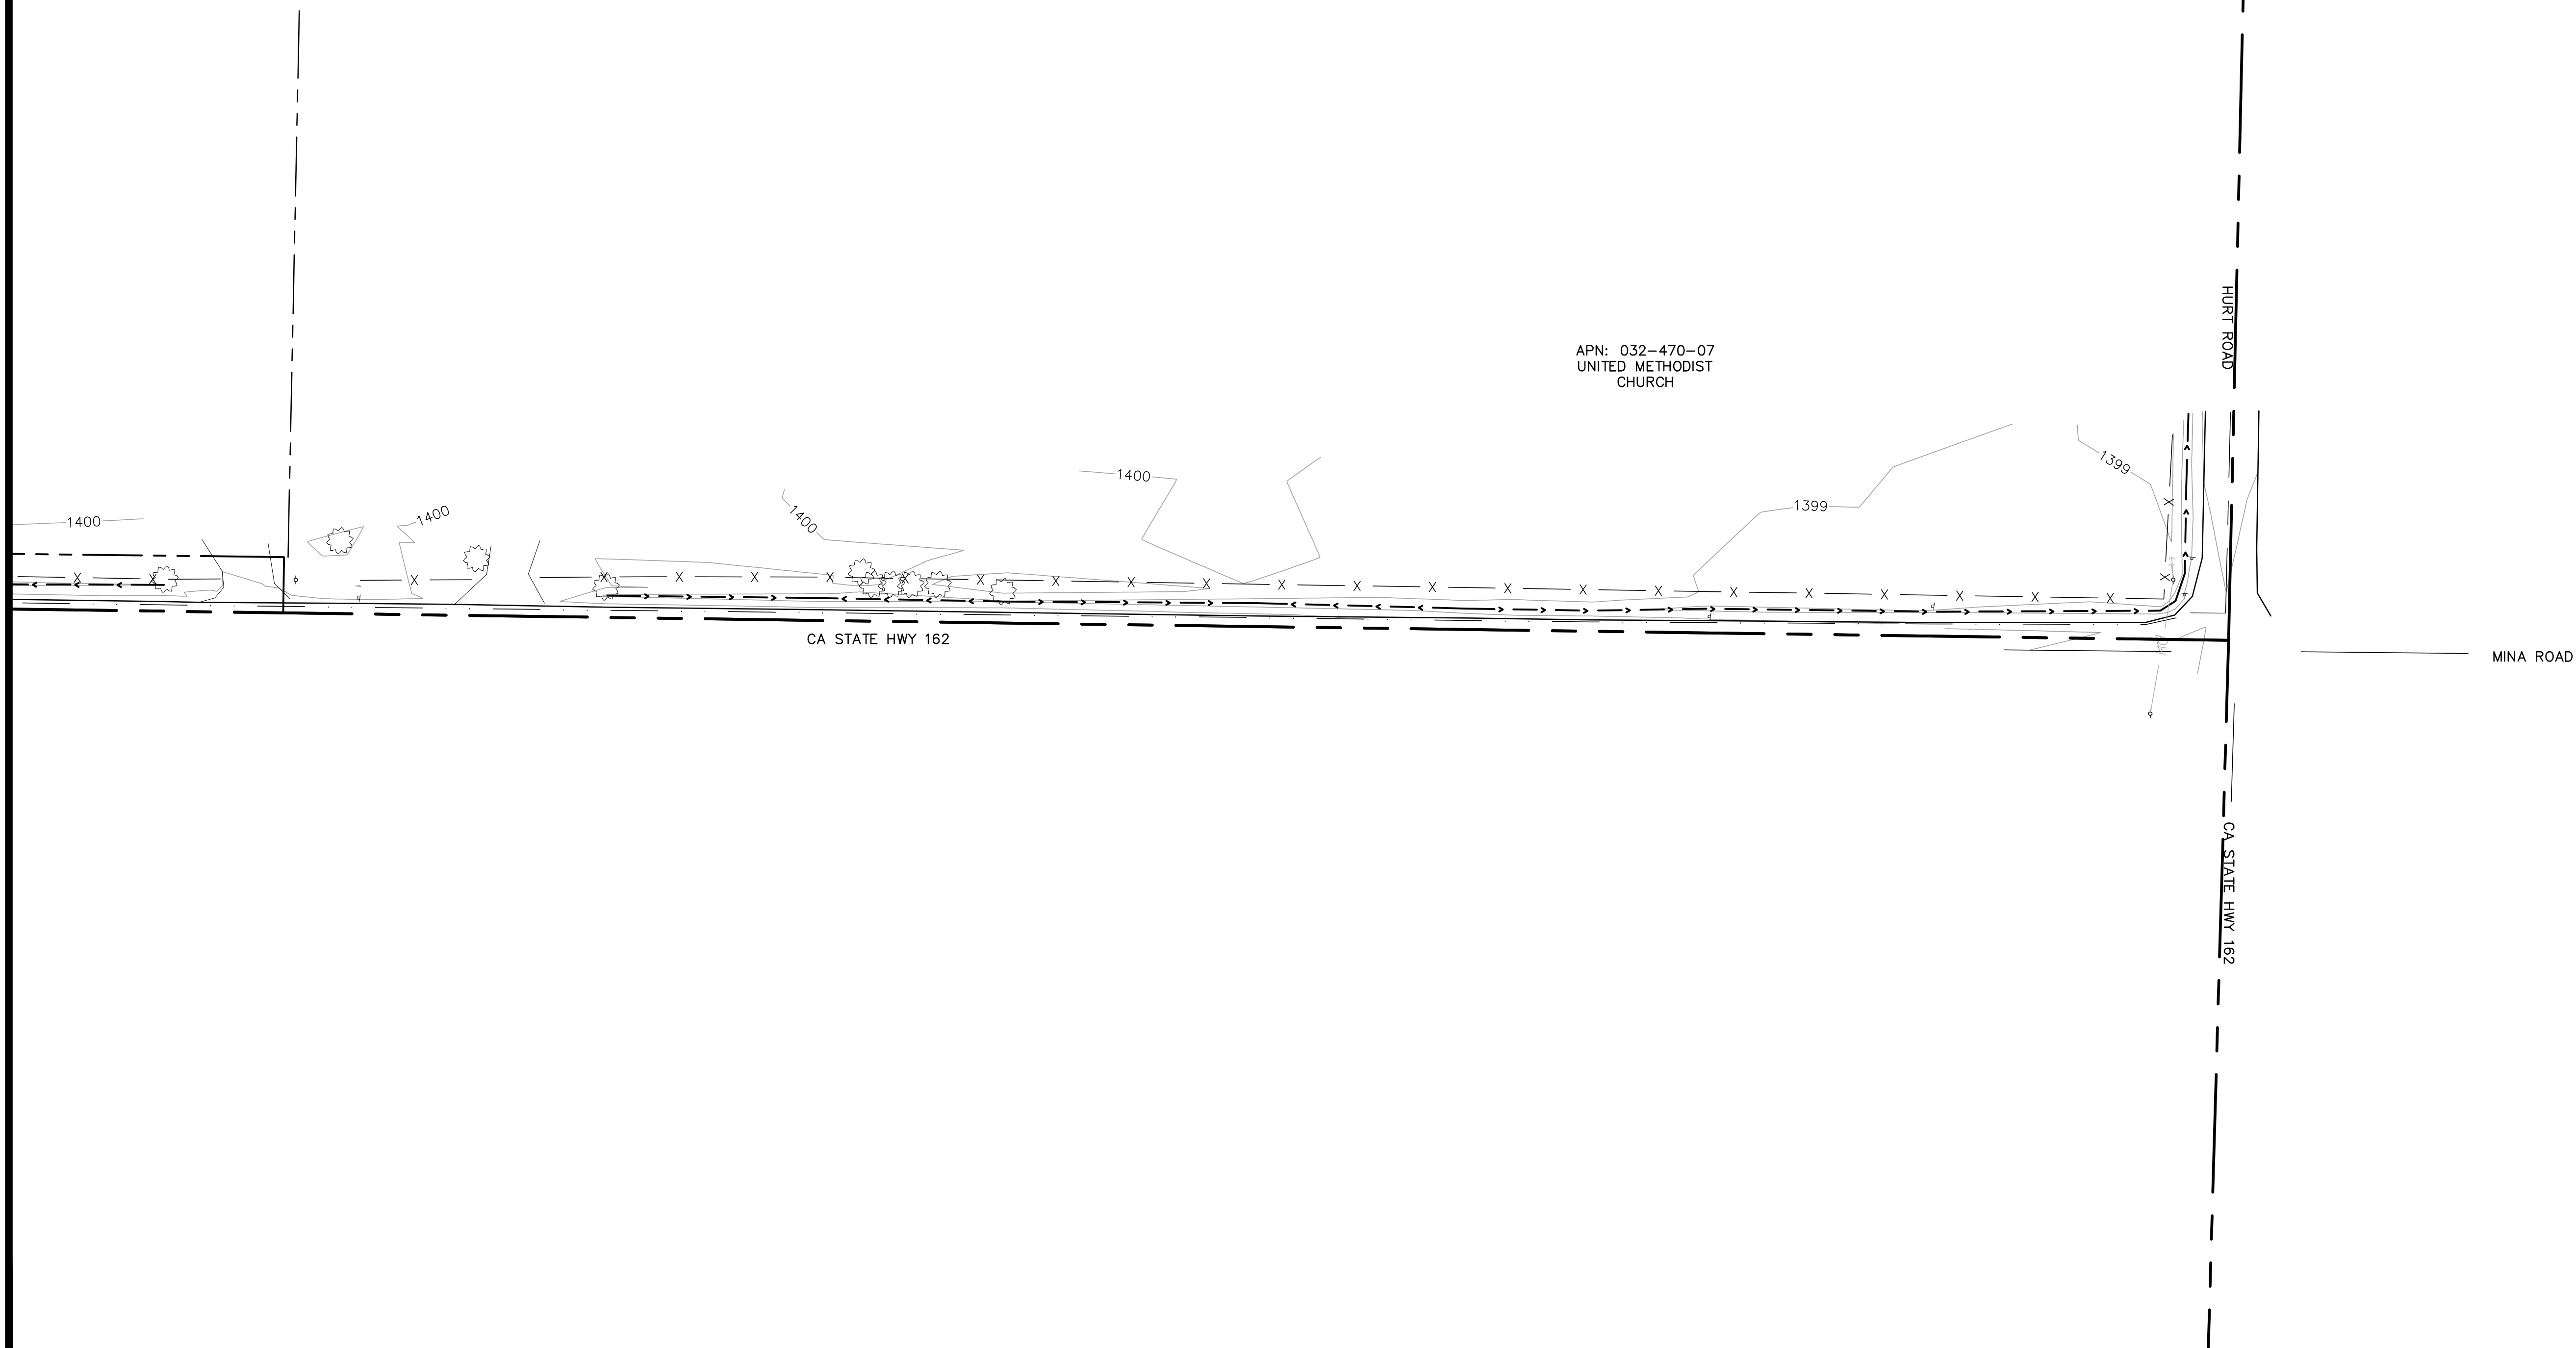 HURT ROAD
APN: 032-470-07
UNITED METHODIST
CHURCH
1399
1400
1399
1400
1400
1400
CA STATE HWY 162
MINA ROAD
CA STATE HWY 162